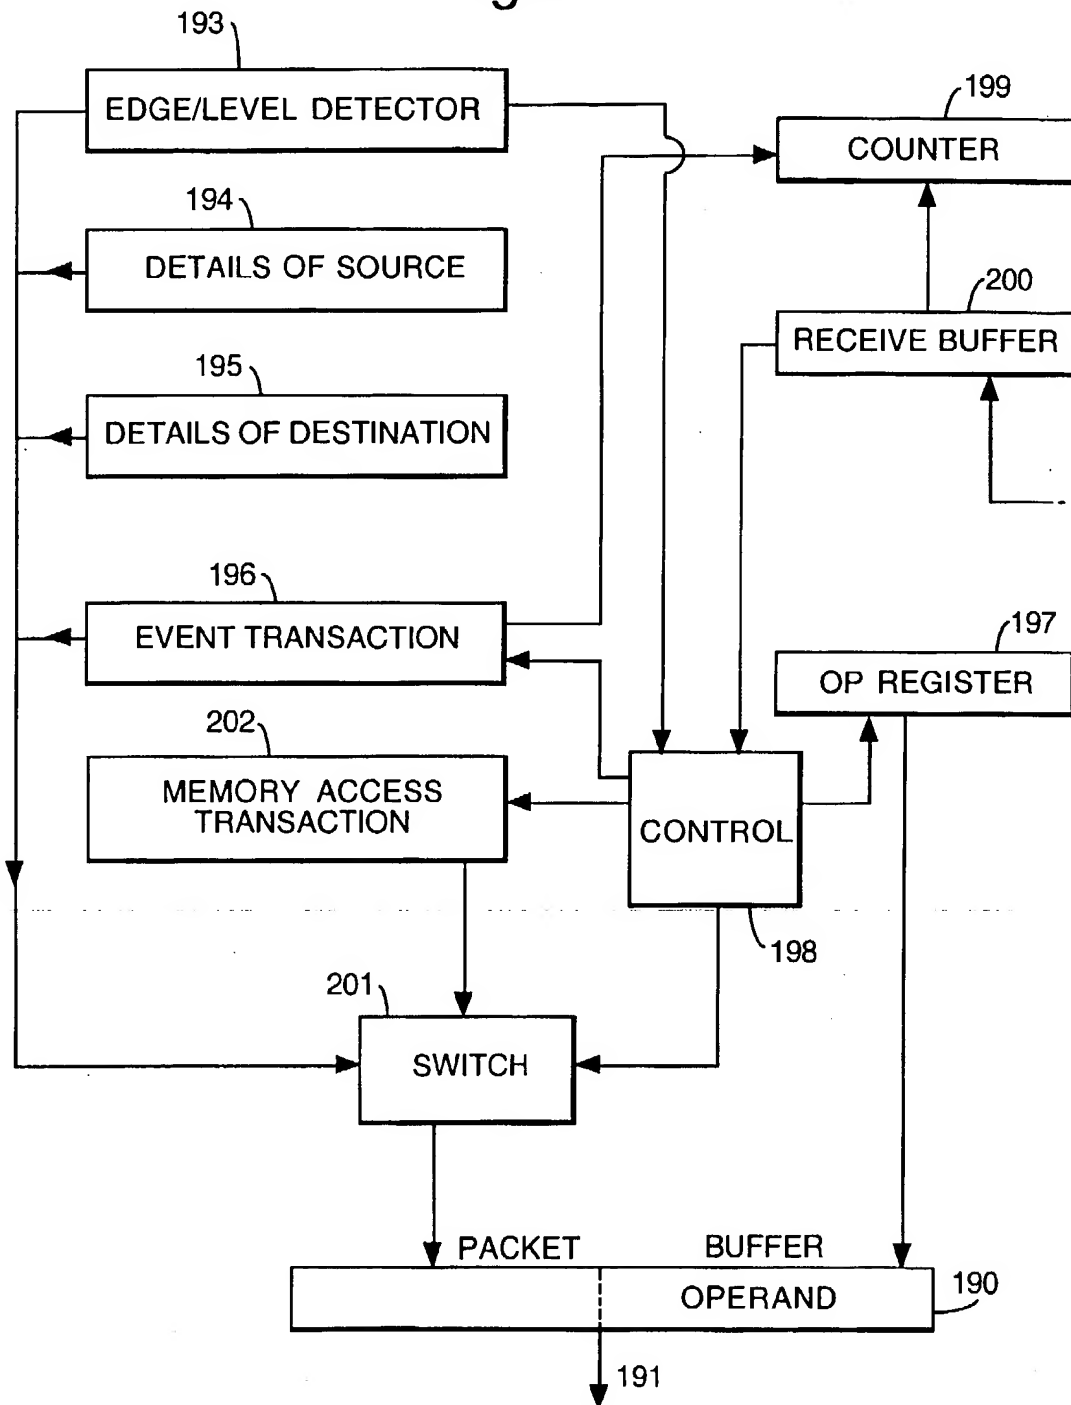 193
EDGE/LEVEL DETECTOR
199
COUNTER
194
DETAILS OF SOURCE
200
RECEIVE BUFFER
195
DETAILS OF DESTINATION
196
EVENT TRANSACTION
197
OP REGISTER
202
MEMORY ACCESS
TRANSACTION
CONTROL
198
201
SWITCH
PACKET BUFFER
OPERAND
190
191